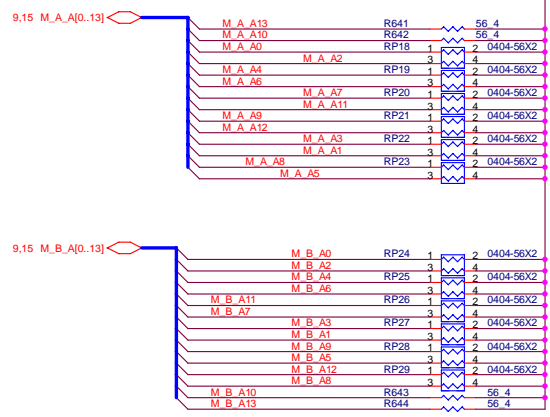 9,15 M_A_A[0..13]
M_A_A13 R641 56_4
M_A_A10 R642 56_4
M_A_A0 RP18 1 2 0404-56X2
M_A_A2 3 4
M_A_A4 RP19 1 2 0404-56X2
M_A_A6 3 4
M_A_A7 RP20 1 2 0404-56X2
M_A_A11 3 4
M_A_A9 RP21 1 2 0404-56X2
M_A_A12 3 4
M_A_A3 RP22 1 2 0404-56X2
M_A_A1 3 4
M_A_A8 RP23 1 2 0404-56X2
M_A_A5 3 4
9,15 M_B_A[0..13]
M_B_A0 RP24 1 2 0404-56X2
M_B_A2 3 4
M_B_A4 RP25 1 2 0404-56X2
M_B_A6 3 4
M_B_A11 RP26 1 2 0404-56X2
M_B_A7 3 4
M_B_A3 RP27 1 2 0404-56X2
M_B_A1 3 4
M_B_A9 RP28 1 2 0404-56X2
M_B_A5 3 4
M_B_A12 RP29 1 2 0404-56X2
M_B_A8 3 4
M_B_A10 R643 56_4
M_B_A13 R644 56_4